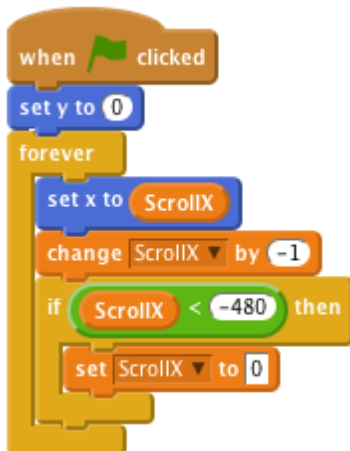 when clicked
set y to 0
forever
set x to ScrollX
change ScrollX by -1
if ScrollX < -480 then
set ScrollX to 0